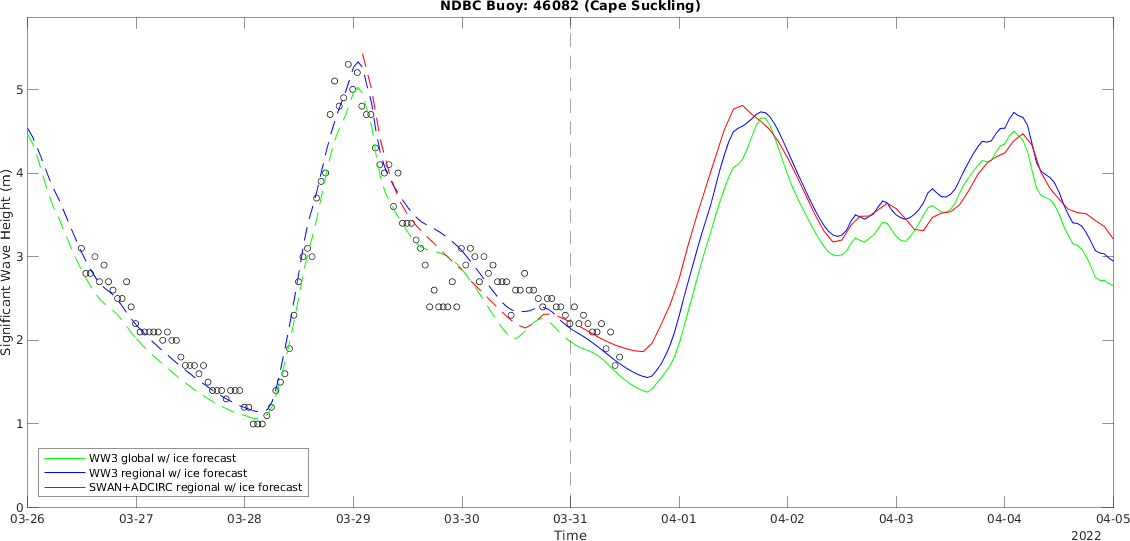 NDBC Buoy: 46082 (Cape Suckling)
Significant Wave Height (m)
5
4
3
2
1
0
WW3 global w/ ice forecast
WW3 regional w/ ice forecast
SWAN+ADCIRC regional w/ ice forecast
03-26 03-27 03-28 03-29 03-30 03-31 04-01 04-02 04-03 04-04 04-05
Time
2022